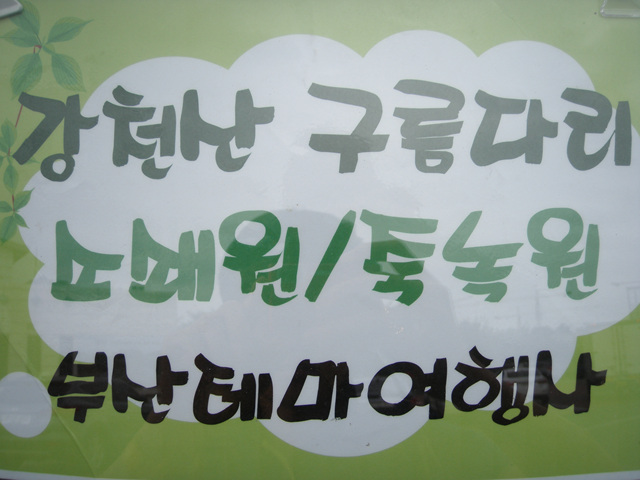 강천산 구름다리
소쇄원/죽녹원
부산테마여행사